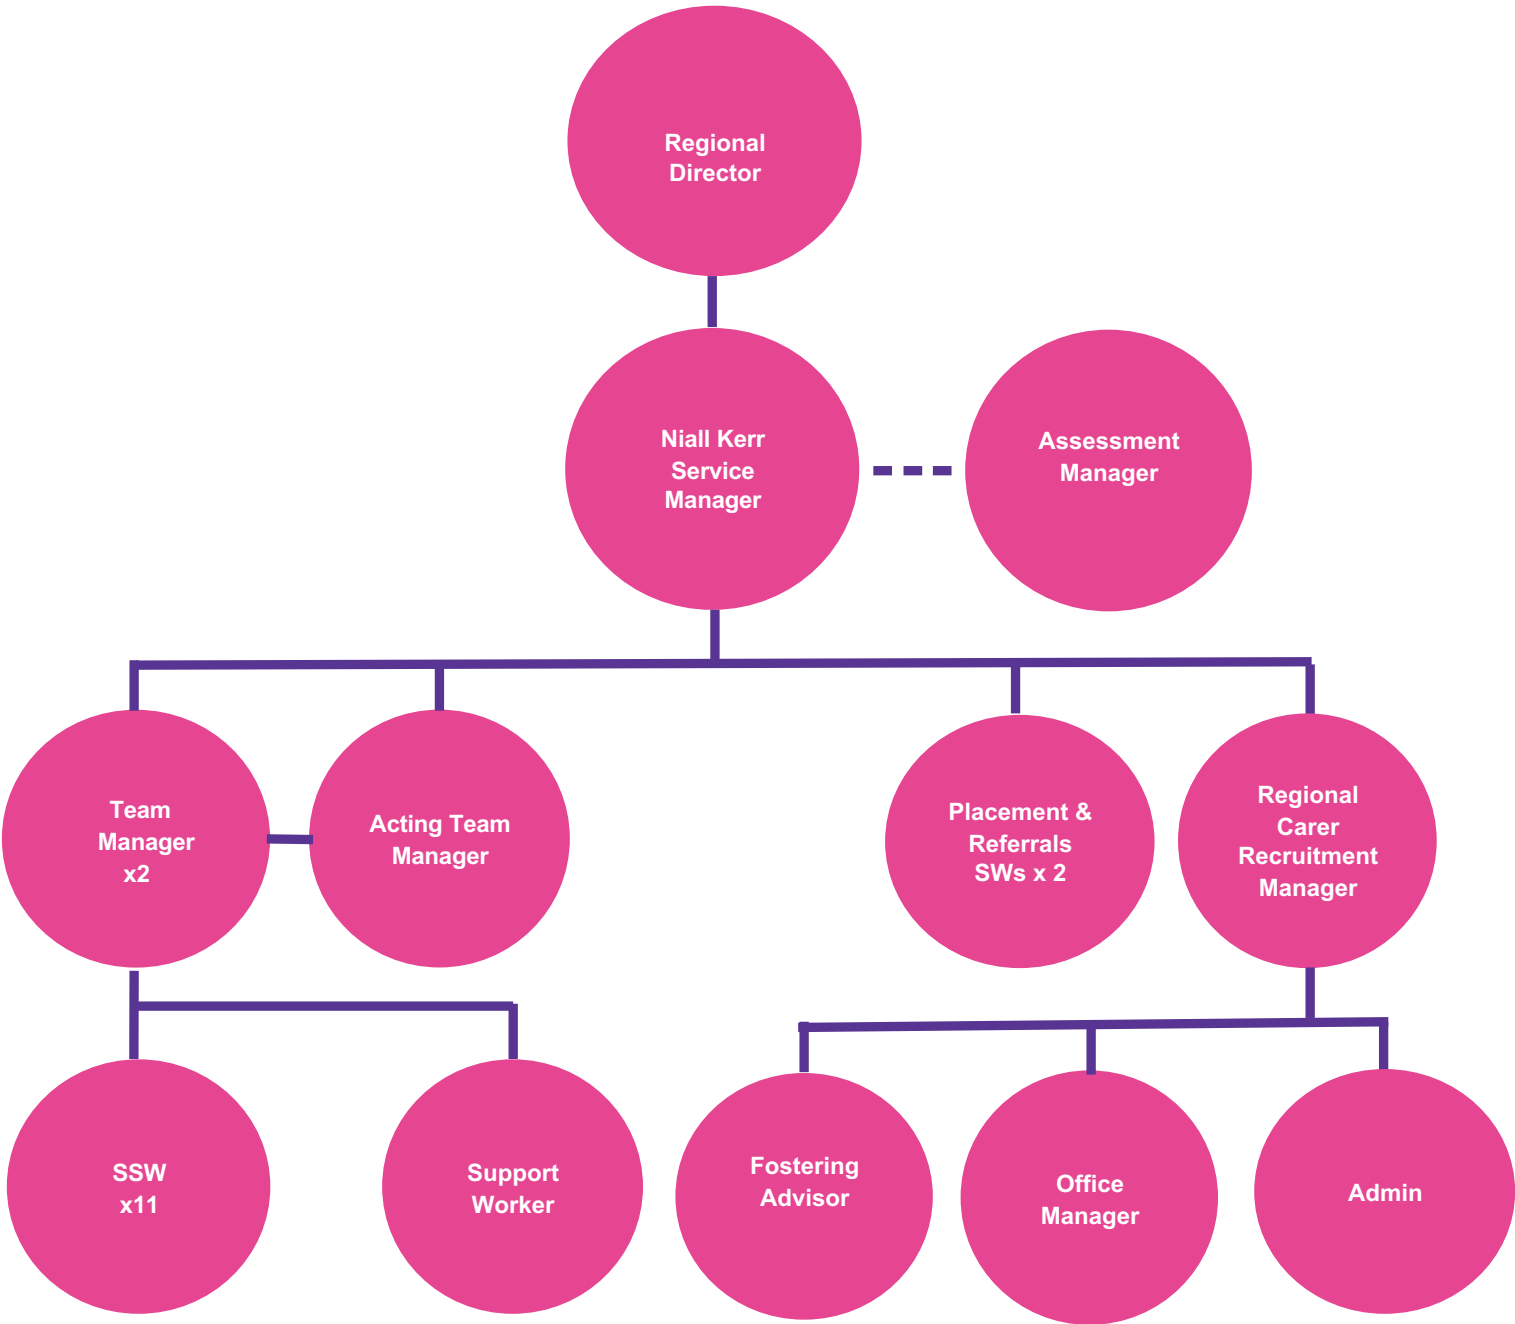 Regional
Director
Niall Kerr
Service
Manager
Assessment
Manager
Team
Manager
x2
Acting Team
Manager
Placement &
Referrals
SWs x 2
Regional
Carer
Recruitment
Manager
SSW
x11
Support
Worker
Fostering
Advisor
Office
Manager
Admin